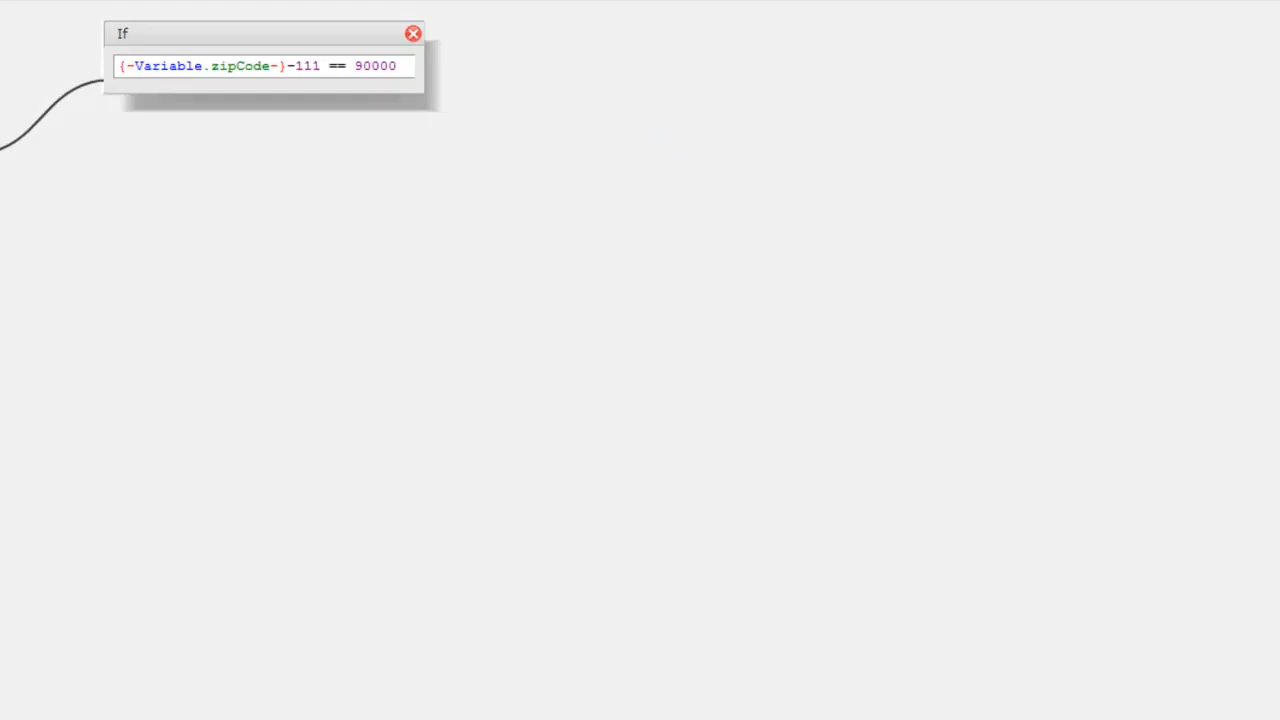 If
{-Variable.zipCode-}-111 == 90000